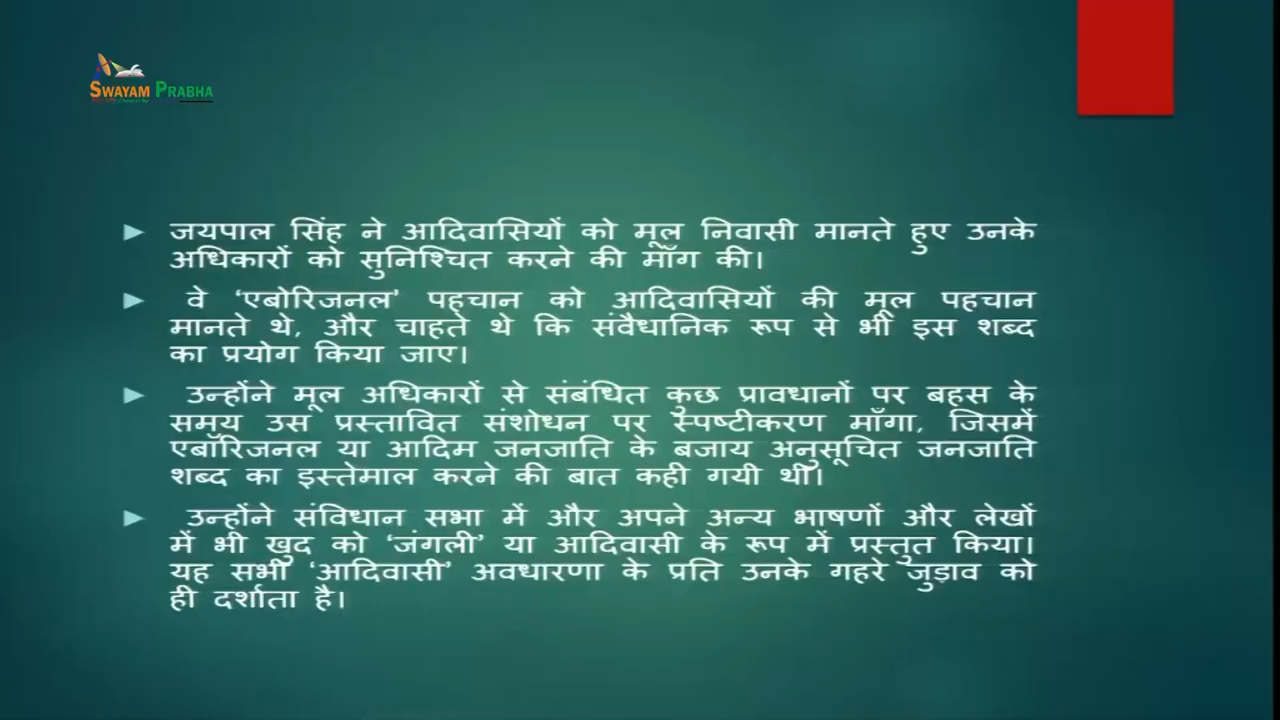 SWAYAM PRABHA
जयपाल सिंह ने आदिवासियों को मूल निवासी मानते हुए उनके
अधिकारों को सुनिश्चित करने की माँग की।
वे ‘एबोरिजनल’ पहचान को आदिवासियों की मूल पहचान
मानते थे, और चाहते थे कि संवैधानिक रूप से भी इस शब्द
का प्रयोग किया जाए।
उन्होंने मूल अधिकारों से संबंधित कुछ प्रावधानों पर बहस के
समय उस प्रस्तावित संशोधन पर स्पष्टीकरण माँगा, जिसमें
एबॉरिजनल या आदिम जनजाति के बजाय अनुसूचित जनजाति
शब्द का इस्तेमाल करने की बात कही गयी थी।
उन्होंने संविधान सभा में और अपने अन्य भाषणों और लेखों
में भी खुद को ‘जंगली’ या आदिवासी के रूप में प्रस्तुत किया।
यह सभी ‘आदिवासी’ अवधारणा के प्रति उनके गहरे जुड़ाव को
ही दर्शाता है।